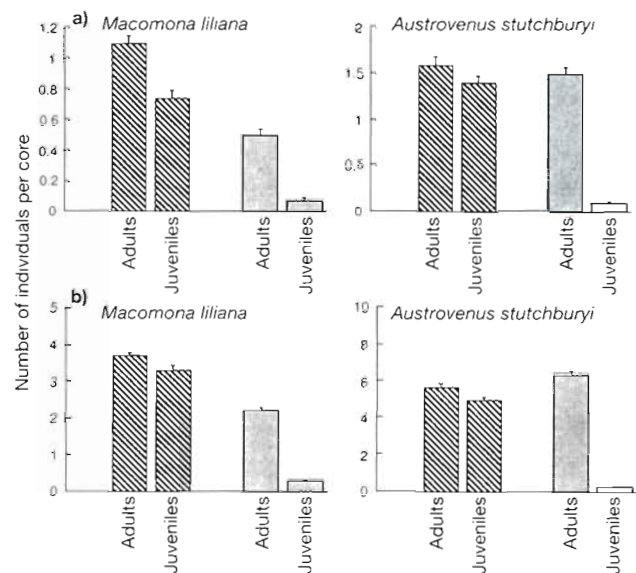 a)
Macomona liliana
Austrovenus stutchburyi
1.2
1
0.8
0.6
0.4
0.2
0
2
1.5
1
0.5
0
Adults
Juveniles
Adults
Juveniles
Adults
Juveniles
Adults
Juveniles
Number of individuals per core
b)
Macomona liliana
Austrovenus stutchburyi
5
4
3
2
1
0
10
8
6
4
2
0
Adults
Juveniles
Adults
Juveniles
Adults
Juveniles
Adults
Juveniles